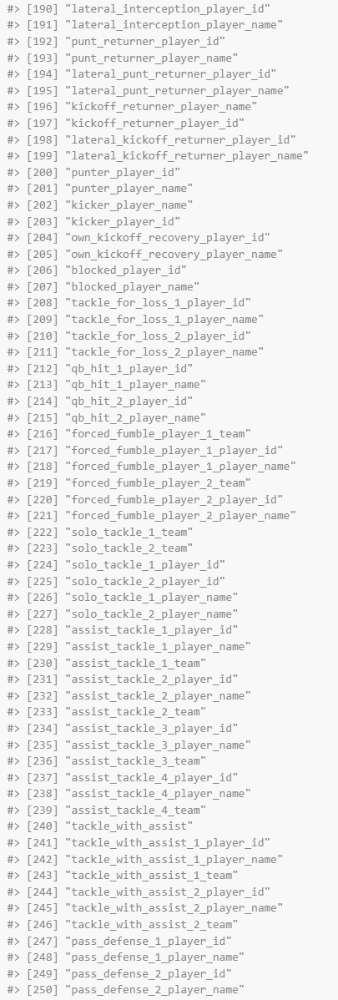 #> [190] "lateral_interception_player_id"
#> [191] "lateral_interception_player_name"
#> [192] "punt_returner_player_id"
#> [193] "punt_returner_player_name"
#> [194] "lateral_punt_returner_player_id"
#> [195] "lateral_punt_returner_player_name"
#> [196] "kickoff_returner_player_name"
#> [197] "kickoff_returner_player_id"
#> [198] "lateral_kickoff_returner_player_id"
#> [199] "lateral_kickoff_returner_player_name"
#> [200] "punter_player_id"
#> [201] "punter_player_name"
#> [202] "kicker_player_name"
#> [203] "kicker_player_id"
#> [204] "own_kickoff_recovery_player_id"
#> [205] "own_kickoff_recovery_player_name"
#> [206] "blocked_player_id"
#> [207] "blocked_player_name"
#> [208] "tackle_for_loss_1_player_id"
#> [209] "tackle_for_loss_1_player_name"
#> [210] "tackle_for_loss_2_player_id"
#> [211] "tackle_for_loss_2_player_name"
#> [212] "qb_hit_1_player_id"
#> [213] "qb_hit_1_player_name"
#> [214] "qb_hit_2_player_id"
#> [215] "qb_hit_2_player_name"
#> [216] "forced_fumble_player_1_team"
#> [217] "forced_fumble_player_1_player_id"
#> [218] "forced_fumble_player_1_player_name"
#> [219] "forced_fumble_player_2_team"
#> [220] "forced_fumble_player_2_player_id"
#> [221] "forced_fumble_player_2_player_name"
#> [222] "solo_tackle_1_team"
#> [223] "solo_tackle_2_team"
#> [224] "solo_tackle_1_player_id"
#> [225] "solo_tackle_2_player_id"
#> [226] "solo_tackle_1_player_name"
#> [227] "solo_tackle_2_player_name"
#> [228] "assist_tackle_1_player_id"
#> [229] "assist_tackle_1_player_name"
#> [230] "assist_tackle_1_team"
#> [231] "assist_tackle_2_player_id"
#> [232] "assist_tackle_2_player_name"
#> [233] "assist_tackle_2_team"
#> [234] "assist_tackle_3_player_id"
#> [235] "assist_tackle_3_player_name"
#> [236] "assist_tackle_3_team"
#> [237] "assist_tackle_4_player_id"
#> [238] "assist_tackle_4_player_name"
#> [239] "assist_tackle_4_team"
#> [240] "tackle_with_assist"
#> [241] "tackle_with_assist_1_player_id"
#> [242] "tackle_with_assist_1_player_name"
#> [243] "tackle_with_assist_1_team"
#> [244] "tackle_with_assist_2_player_id"
#> [245] "tackle_with_assist_2_player_name"
#> [246] "tackle_with_assist_2_team"
#> [247] "pass_defense_1_player_id"
#> [248] "pass_defense_1_player_name"
#> [249] "pass_defense_2_player_id"
#> [250] "pass_defense_2_player_name"